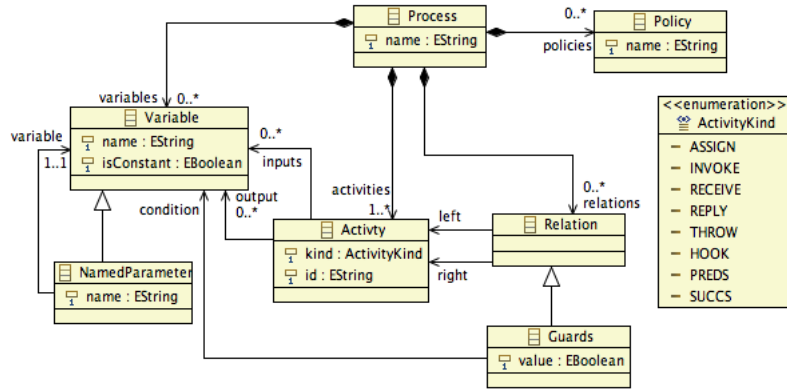 Process
name : EString
0..*
policies
Policy
name : EString
variables
0..*
variable
1..1
Variable
name : EString
isConstant : EBoolean
0..*
inputs
output
0..*
condition
activities
1..*
0..*
relations
<<enumeration>>
ActivityKind
ASSIGN
INVOKE
RECEIVE
REPLY
THROW
HOOK
PREDS
SUCCS
Activty
kind : ActivityKind
id : EString
left
right
Relation
NamedParameter
name : EString
Guards
value : EBoolean